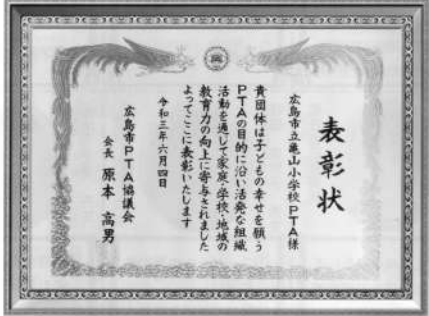 表彰状
広島市立亀山小学校PTA様
貴団体は子どもの幸せを願う
PTAの目的に沿い活発な組織
活動を通して家庭・学校・地域の
教育力の向上に寄与されました
よってここに表彰いたします
令和三年六月四日
広島市PTA協議会
会長 原本 高男